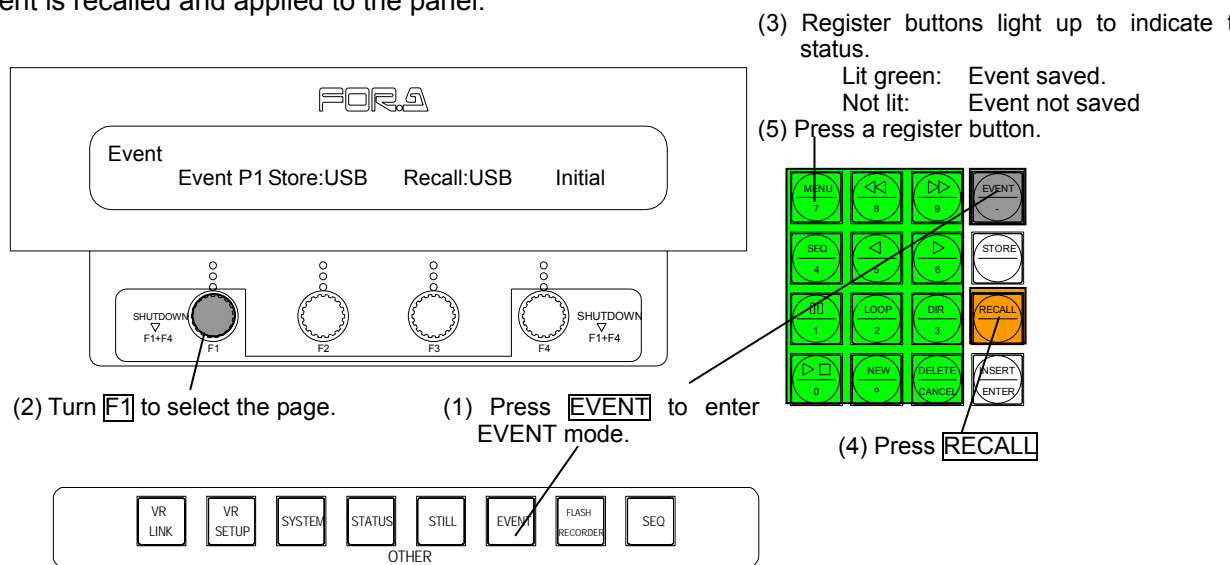 ent is recalled and applied to the panel.
(3) Register buttons light up to indicate t
status.
Lit green: Event saved.
Not lit: Event not saved
(5) Press a register button.
FOR.A
Event
Event P1 Store:USB Recall:USB Initial
SHUTDOWN
F1+F4
F1
F2
F3
F4
SHUTDOWN
F1+F4
MENU
7
8
9
EVENT
-
SEQ
4
5
6
STORE
1
LOOP
2
DIR
3
RECALL
0
NEW
DELETE
CANCEL
INSERT
ENTER
(2) Turn F1 to select the page.
(1) Press EVENT to enter
EVENT mode.
(4) Press RECALL
VR
LINK
VR
SETUP
SYSTEM
STATUS
STILL
EVENT
FLASH
RECORDER
SEQ
OTHER